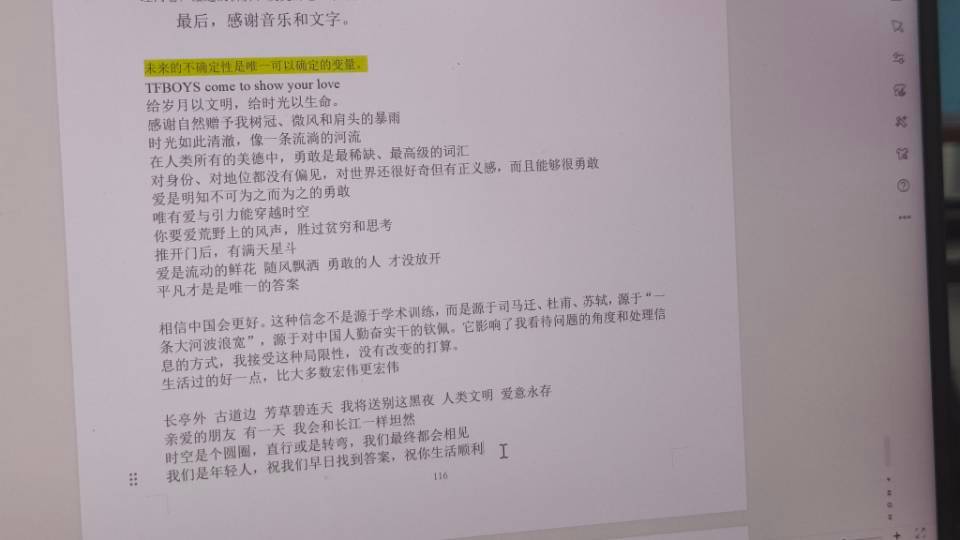 最后，感谢音乐和文字。
未来的不确定性是唯一可以确定的变量。
TFBOYS come to show your love
给岁月以文明，给时光以生命。
感谢自然赠予我树冠、微风和肩头的暴雨
时光如此清澈，像一条流淌的河流
在人类所有的美德中，勇敢是最稀缺、最高级的词汇
对身份、对地位都没有偏见，对世界还很好奇但有正义感，而且能够很勇敢
爱是明知不可为之而为之的勇敢
唯有爱与引力能穿越时空
你要爱荒野上的风声，胜过贫穷和思考
推开门后，有满天星斗
爱是流动的鲜花 随风飘洒 勇敢的人 才没放开
平凡才是是唯一的答案
相信中国会更好。这种信念不是源于学术训练，而是源于司马迁、杜甫、苏轼，源于“一
条大河波浪宽”，源于对中国人勤奋实干的钦佩。它影响了我看待问题的角度和处理信
息的方式，我接受这种局限性，没有改变的打算。
生活过的好一点，比大多数宏伟更宏伟
长亭外 古道边 芳草碧连天 我将送别这黑夜 人类文明 爱意永存
亲爱的朋友 有一天 我会和长江一样坦然
时空是个圆圈，直行或是转弯，我们最终都会相见
我们是年轻人，祝我们早日找到答案，祝你生活顺利
116